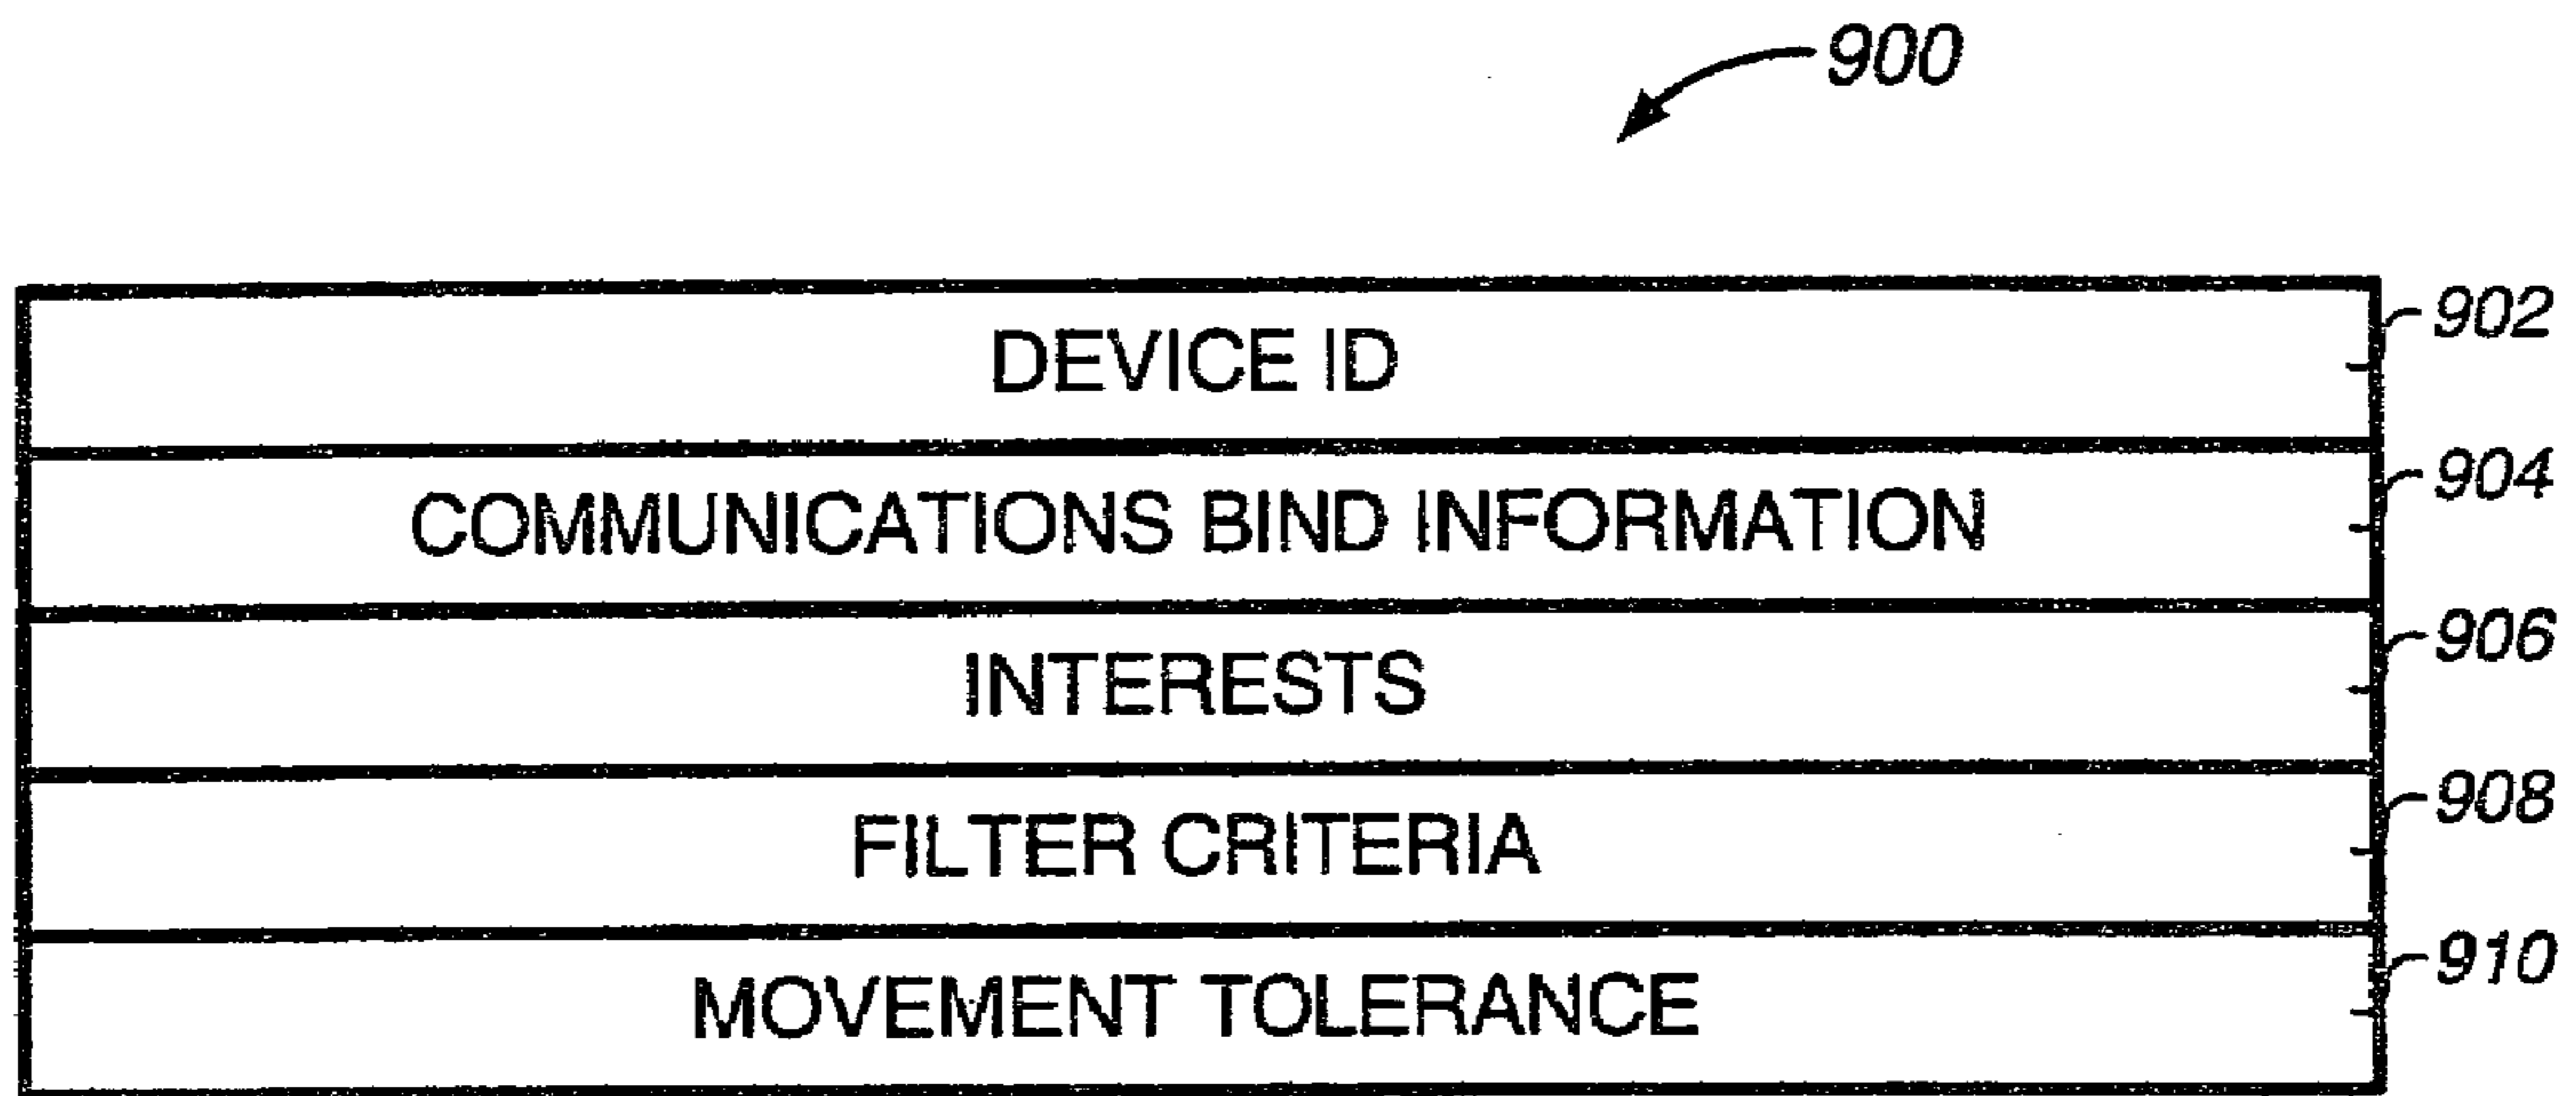 900
DEVICE ID 902
COMMUNICATIONS BIND INFORMATION 904
INTERESTS 906
FILTER CRITERIA 908
MOVEMENT TOLERANCE 910